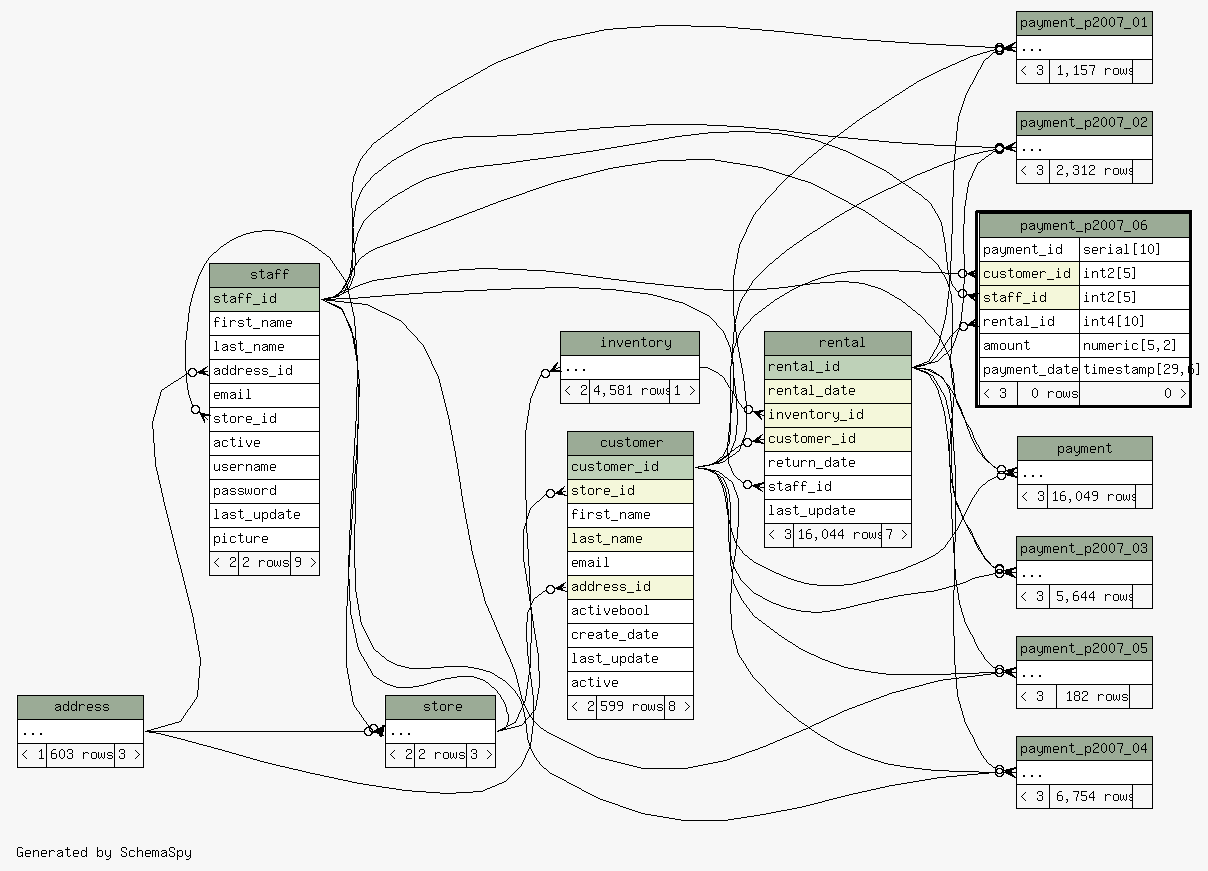 payment_p2007_01
...
< 3 1,157 rows
payment_p2007_02
...
< 3 2,312 rows
payment_p2007_06
payment_id serial[10]
customer_id int2[5]
staff_id int2[5]
rental_id int4[10]
amount numeric[5,2]
payment_date timestamp[29,6]
< 3 0 rows 0 >
staff
staff_id
first_name
last_name
address_id
email
store_id
active
username
password
last_update
picture
< 2 2 rows 9 >
inventory
...
< 2 4,581 rows 1 >
rental
rental_id
rental_date
inventory_id
customer_id
return_date
staff_id
last_update
< 3 16,044 rows 7 >
customer
customer_id
store_id
first_name
last_name
email
address_id
activebool
create_date
last_update
active
< 2 599 rows 8 >
payment
...
< 3 16,049 rows
payment_p2007_03
...
< 3 5,644 rows
payment_p2007_05
...
< 3 182 rows
address
...
< 1 603 rows 3 >
store
...
< 2 2 rows 3 >
payment_p2007_04
...
< 3 6,754 rows
Generated by SchemaSpy